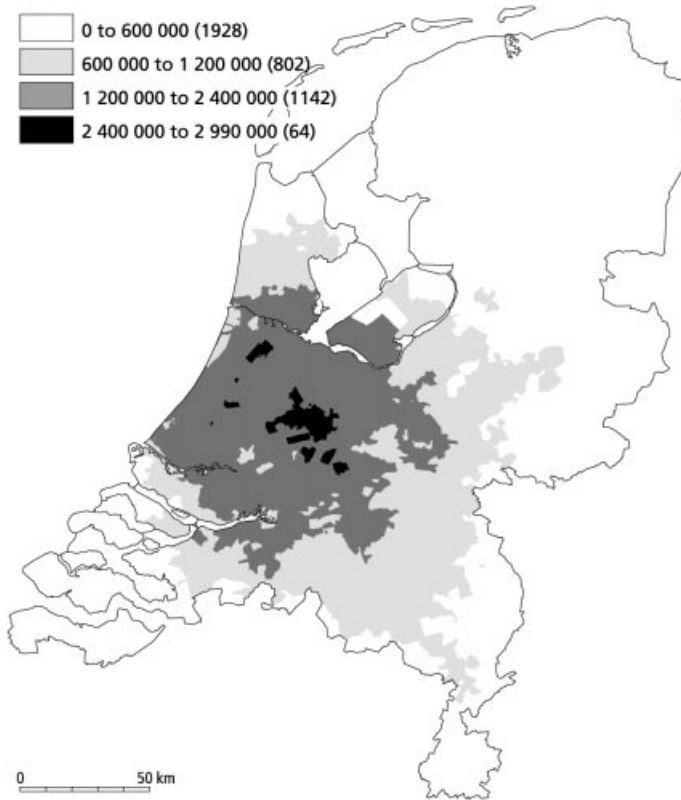 0 to 600 000 (1928)
600 000 to 1 200 000 (802)
1 200 000 to 2 400 000 (1142)
2 400 000 to 2 990 000 (64)
0 50 km